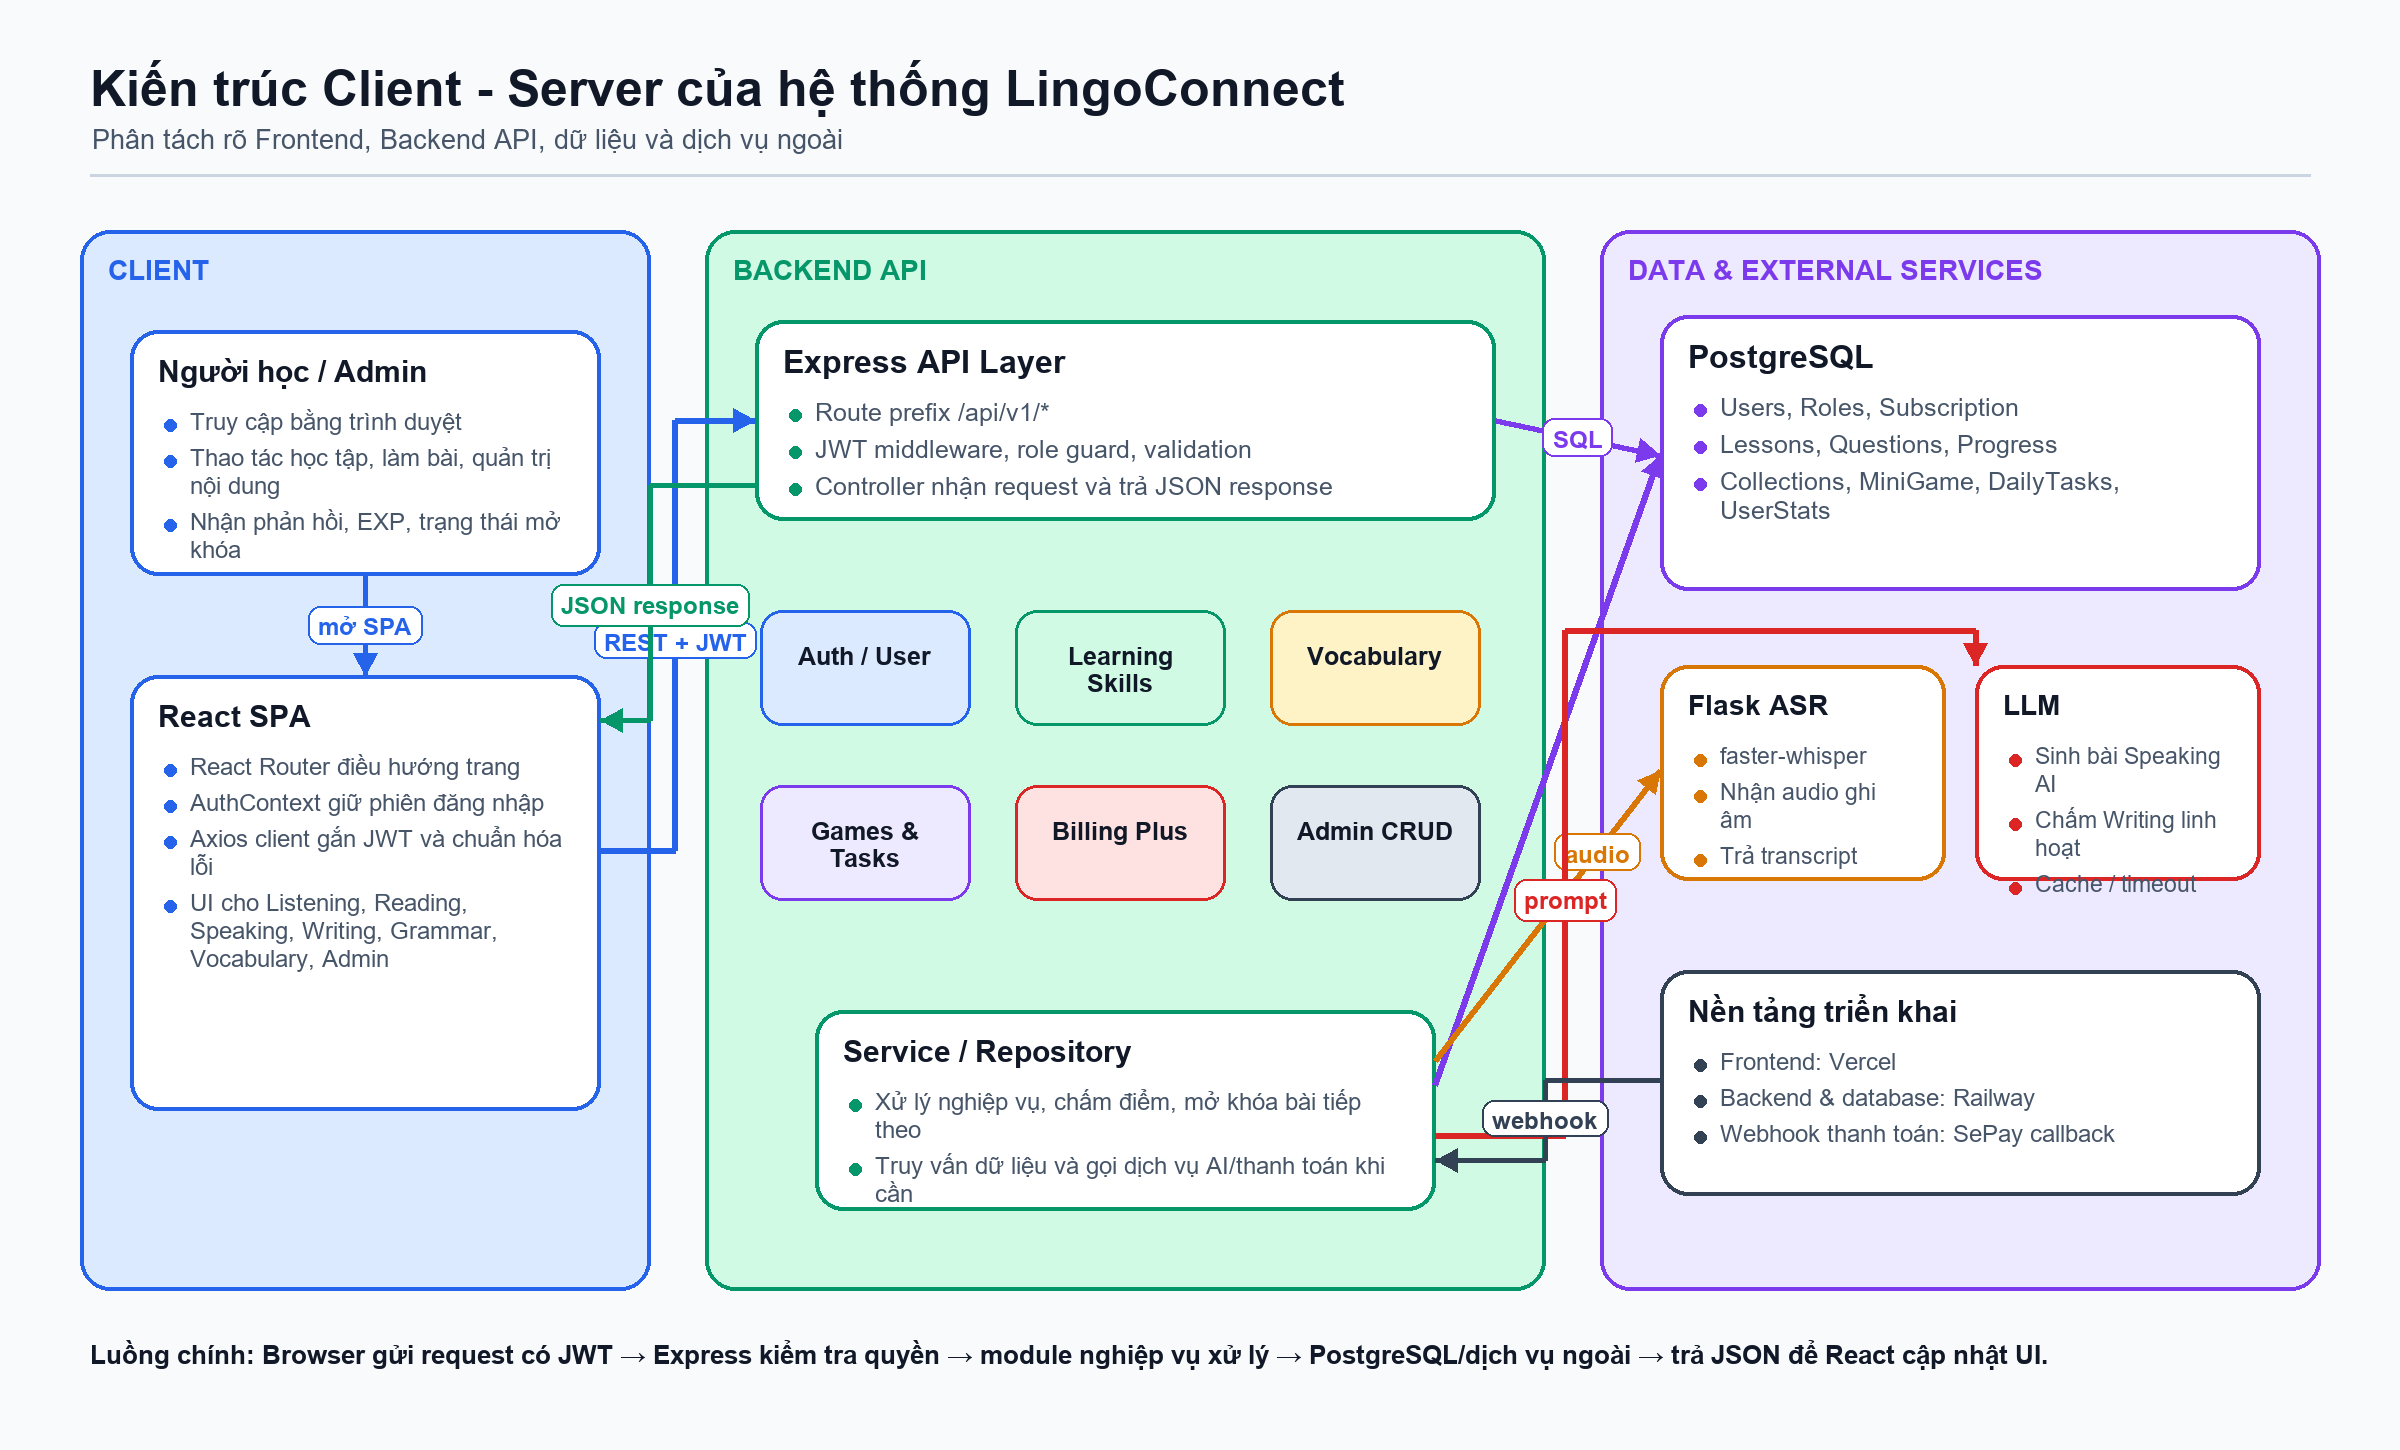 Kiến trúc Client - Server của hệ thống LingoConnect
Phân tách rõ Frontend, Backend API, dữ liệu và dịch vụ ngoài
CLIENT
Người học / Admin
Truy cập bằng trình duyệt
Thao tác học tập, làm bài, quản trị
nội dung
Nhận phản hồi, EXP, trạng thái mở
khóa
mở SPA
React SPA
React Router điều hướng trang
AuthContext giữ phiên đăng nhập
Axios client gắn JWT và chuẩn hóa
lỗi
UI cho Listening, Reading,
Speaking, Writing, Grammar,
Vocabulary, Admin
JSON response
REST + JWT
BACKEND API
Express API Layer
Route prefix /api/v1/*
JWT middleware, role guard, validation
Controller nhận request và trả JSON response
Auth / User
Learning
Skills
Vocabulary
Games &
Tasks
Billing Plus
Admin CRUD
Service / Repository
Xử lý nghiệp vụ, chấm điểm, mở khóa bài tiếp
theo
Truy vấn dữ liệu và gọi dịch vụ AI/thanh toán khi
cần
SQL
audio
prompt
webhook
DATA & EXTERNAL SERVICES
PostgreSQL
Users, Roles, Subscription
Lessons, Questions, Progress
Collections, MiniGame, DailyTasks,
UserStats
Flask ASR
faster-whisper
Nhận audio ghi
âm
Trả transcript
LLM
Sinh bài Speaking
AI
Chấm Writing linh
hoạt
Cache / timeout
Nền tảng triển khai
Frontend: Vercel
Backend & database: Railway
Webhook thanh toán: SePay callback
Luồng chính: Browser gửi request có JWT → Express kiểm tra quyền → module nghiệp vụ xử lý → PostgreSQL/dịch vụ ngoài → trả JSON để React cập nhật UI.